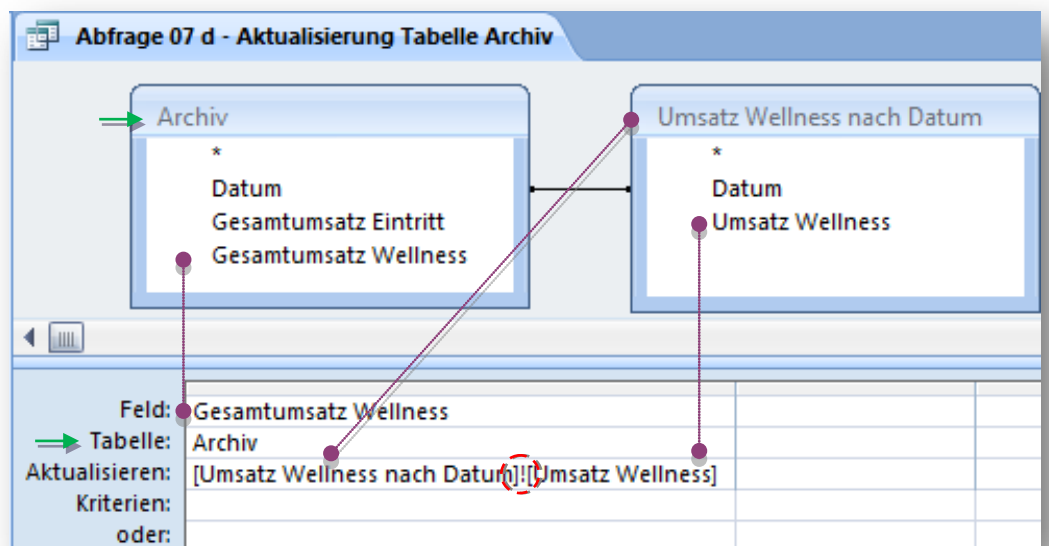 Abfrage 07 d - Aktualisierung Tabelle Archiv
Archiv
*
Datum
Gesamtumsatz Eintritt
Gesamtumsatz Wellness
Umsatz Wellness nach Datum
*
Datum
Umsatz Wellness
Feld: Gesamtumsatz Wellness
Tabelle: Archiv
Aktualisieren: [Umsatz Wellness nach Datum]![Umsatz Wellness]
Kriterien:
oder: